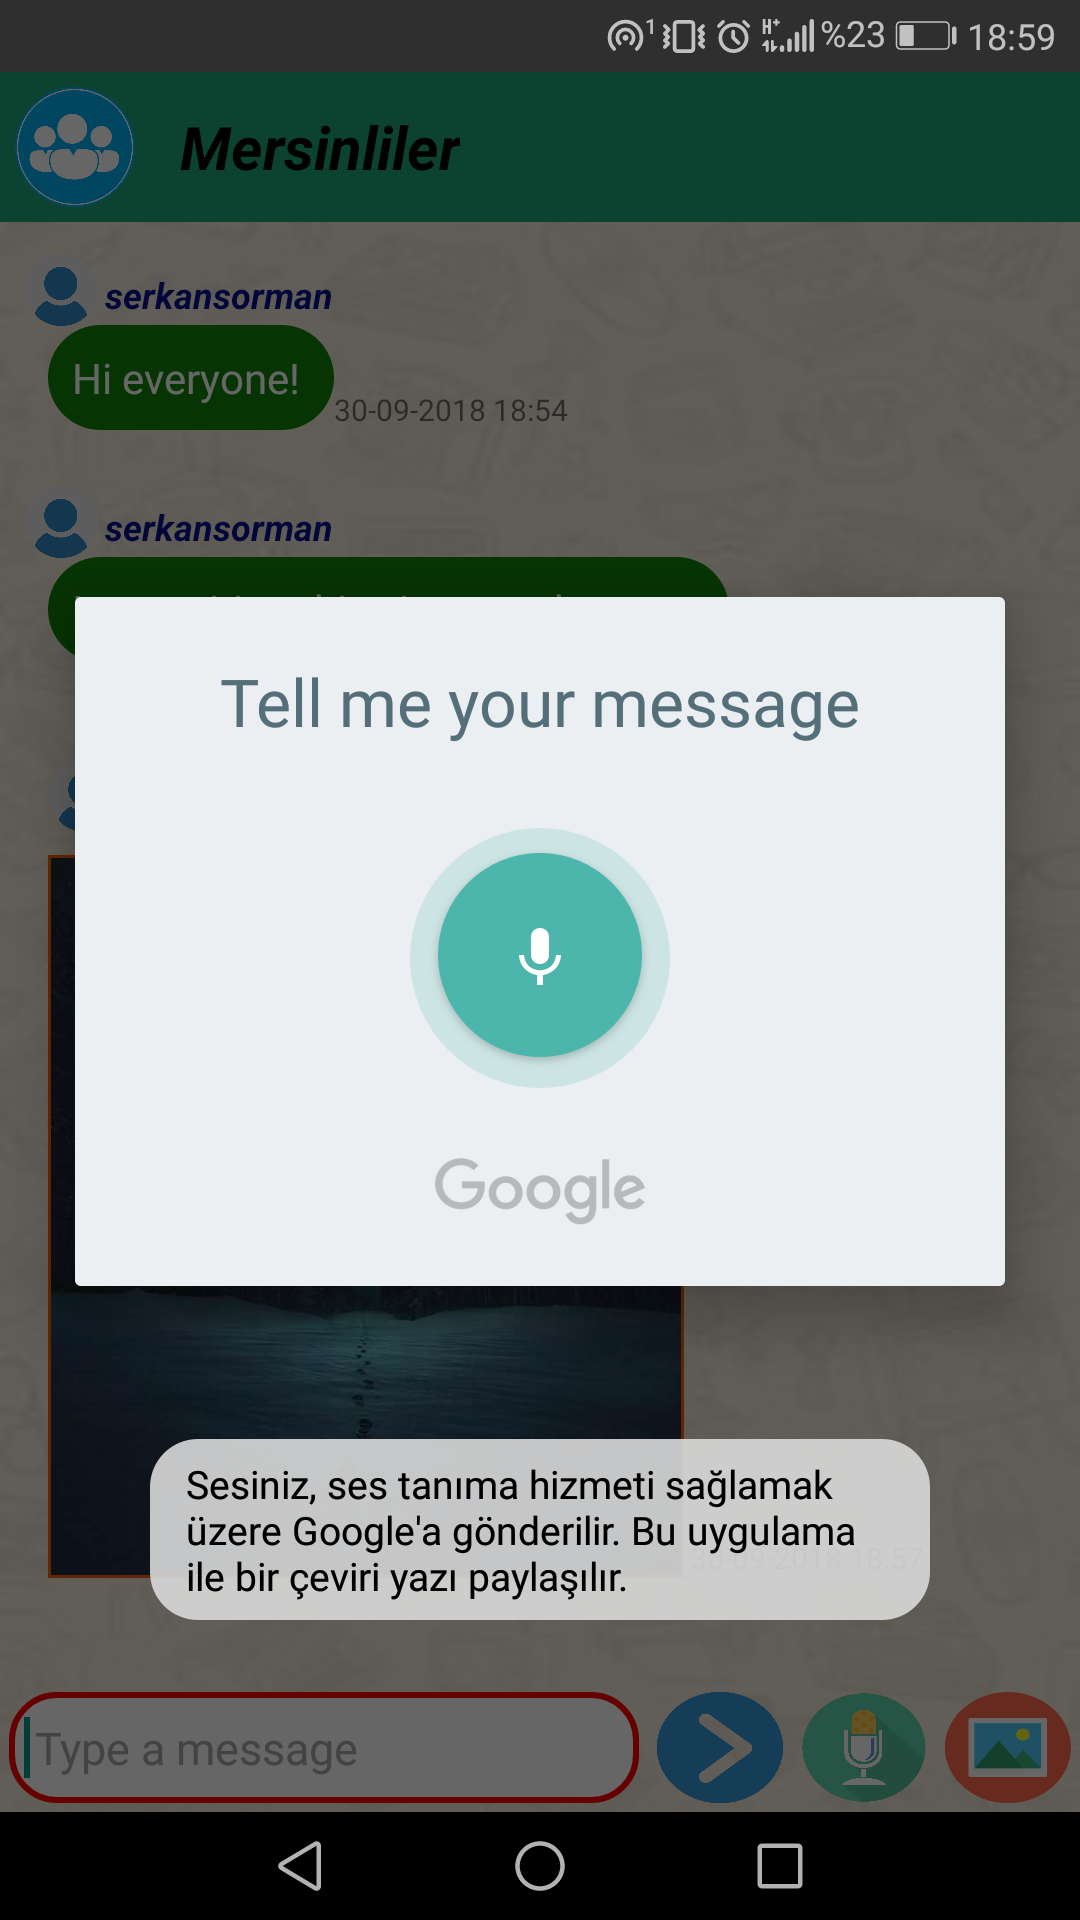 1 H+ %23 18:59
Mersinliler
serkansorman
Hi everyone!
30-09-2018 18:54
serkansorman
Tell me your message
Google
Sesiniz, ses tanıma hizmeti sağlamak
üzere Google'a gönderilir. Bu uygulama
ile bir çeviri yazı paylaşılır.
30-09-2018 18:57
Type a message